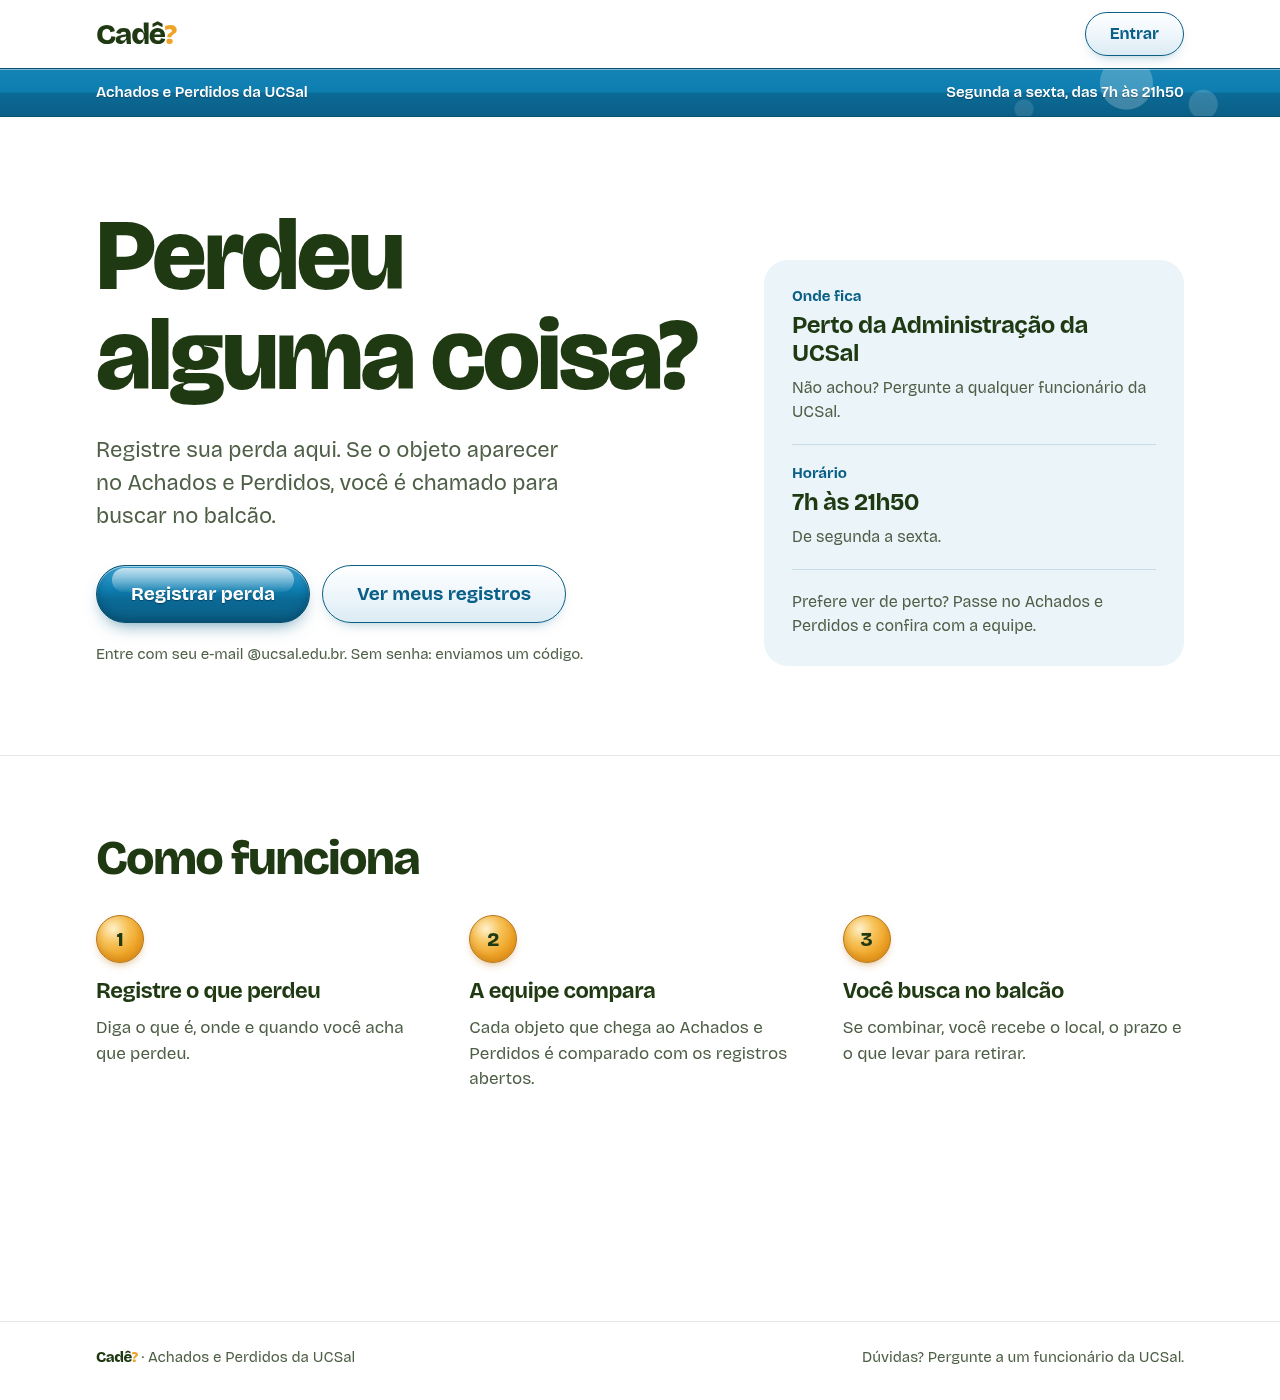 Cadê?
Entrar
Achados e Perdidos da UCSal
Segunda a sexta, das 7h às 21h50
Perdeu
alguma coisa?
Registre sua perda aqui. Se o objeto aparecer
no Achados e Perdidos, você é chamado para
buscar no balcão.
Registrar perda
Ver meus registros
Entre com seu e-mail @ucsal.edu.br. Sem senha: enviamos um código.
Onde fica
Perto da Administração da
UCSal
Não achou? Pergunte a qualquer funcionário da
UCSal.
Horário
7h às 21h50
De segunda a sexta.
Prefere ver de perto? Passe no Achados e
Perdidos e confira com a equipe.
Como funciona
1
Registre o que perdeu
Diga o que é, onde e quando você acha
que perdeu.
2
A equipe compara
Cada objeto que chega ao Achados e
Perdidos é comparado com os registros
abertos.
3
Você busca no balcão
Se combinar, você recebe o local, o prazo e
o que levar para retirar.
Cadê? · Achados e Perdidos da UCSal
Dúvidas? Pergunte a um funcionário da UCSal.